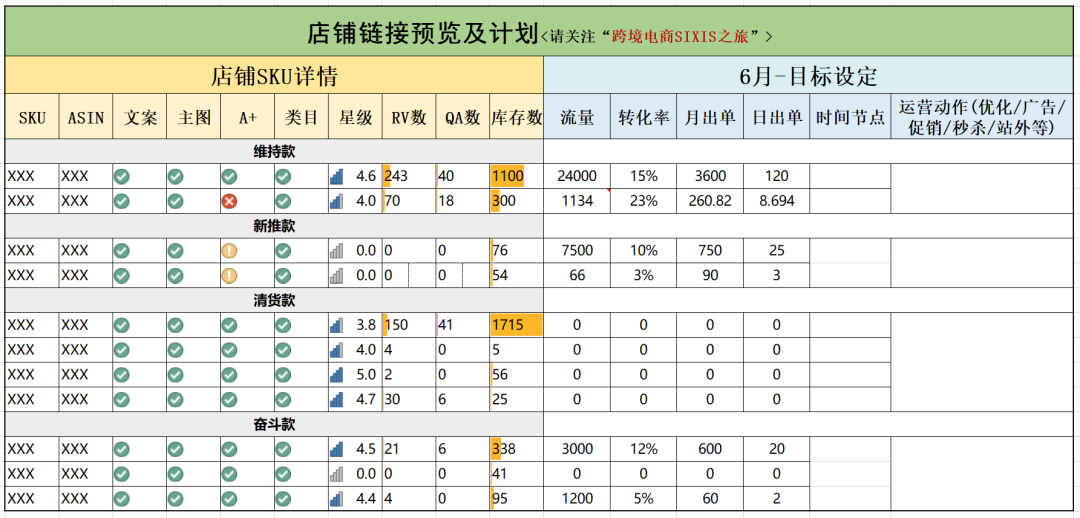 店铺链接预览及计划<请关注“跨境电商SIXIS之旅”>
店铺SKU详情 6月-目标设定
SKU ASIN 文案 主图 A+ 类目 星级 RV数 QA数 库存数 流量 转化率 月出单 日出单 时间节点 运营动作(优化/广告/
促销/秒杀/站外等)
维持款
XXX XXX 4.6 243 40 1100 24000 15% 3600 120
XXX XXX 4.0 70 18 300 1134 23% 260.82 8.694
新推款
XXX XXX 0.0 0 0 76 7500 10% 750 25
XXX XXX 0.0 0 0 54 66 3% 90 3
清货款
XXX XXX 3.8 150 41 1715 0 0 0 0
XXX XXX 4.0 4 0 5 0 0 0 0
XXX XXX 5.0 2 0 56 0 0 0 0
XXX XXX 4.7 30 6 25 0 0 0 0
奋斗款
XXX XXX 4.5 21 6 338 3000 12% 600 20
XXX XXX 0.0 0 0 41 0 0 0 0
XXX XXX 4.4 4 0 95 1200 5% 60 2